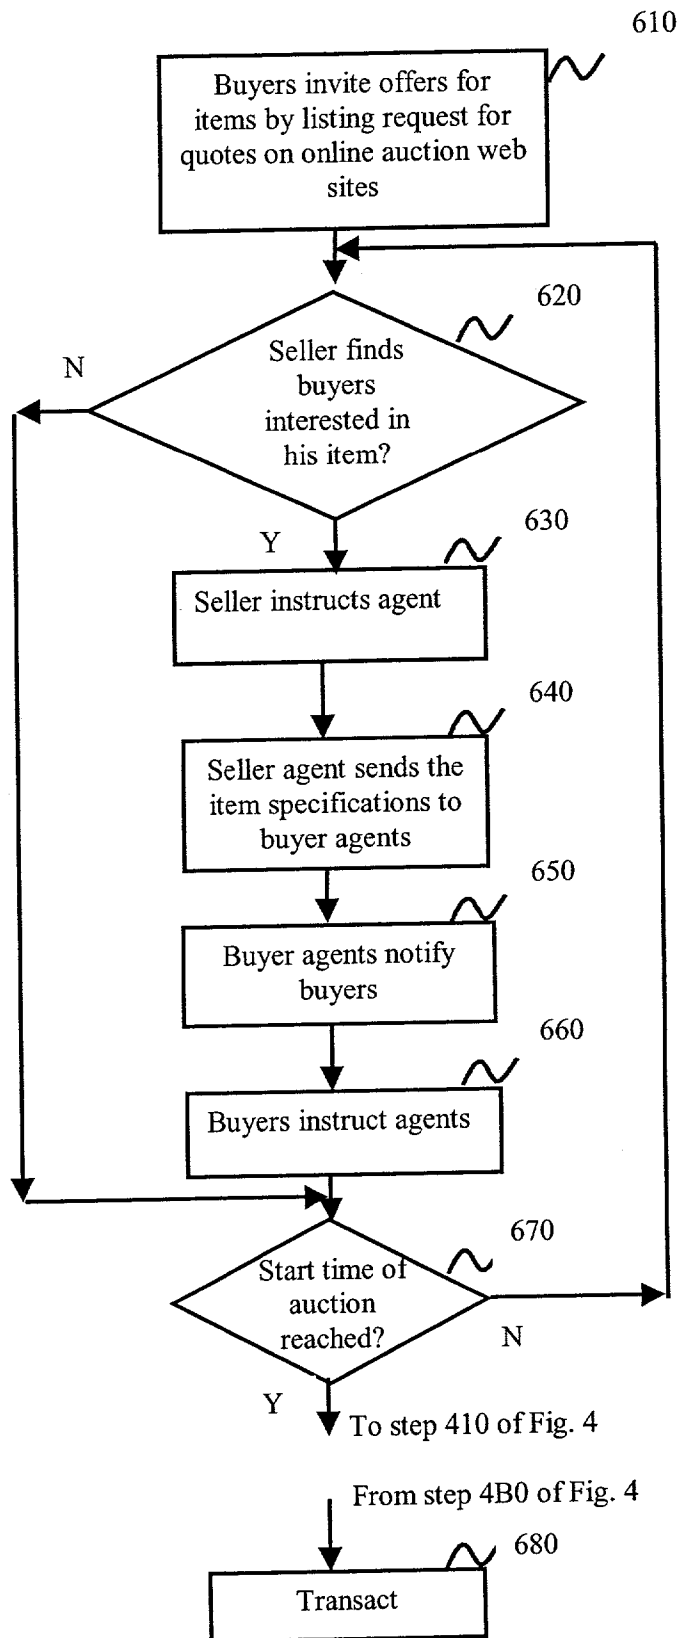 610
Buyers invite offers for
items by listing request for
quotes on online auction web
sites
620
N
Seller finds
buyers
interested in
his item?
Y
630
Seller instructs agent
640
Seller agent sends the
item specifications to
buyer agents
650
Buyer agents notify
buyers
660
Buyers instruct agents
670
Start time of
auction
reached?
N
Y
To step 410 of Fig. 4
From step 4B0 of Fig. 4
680
Transact